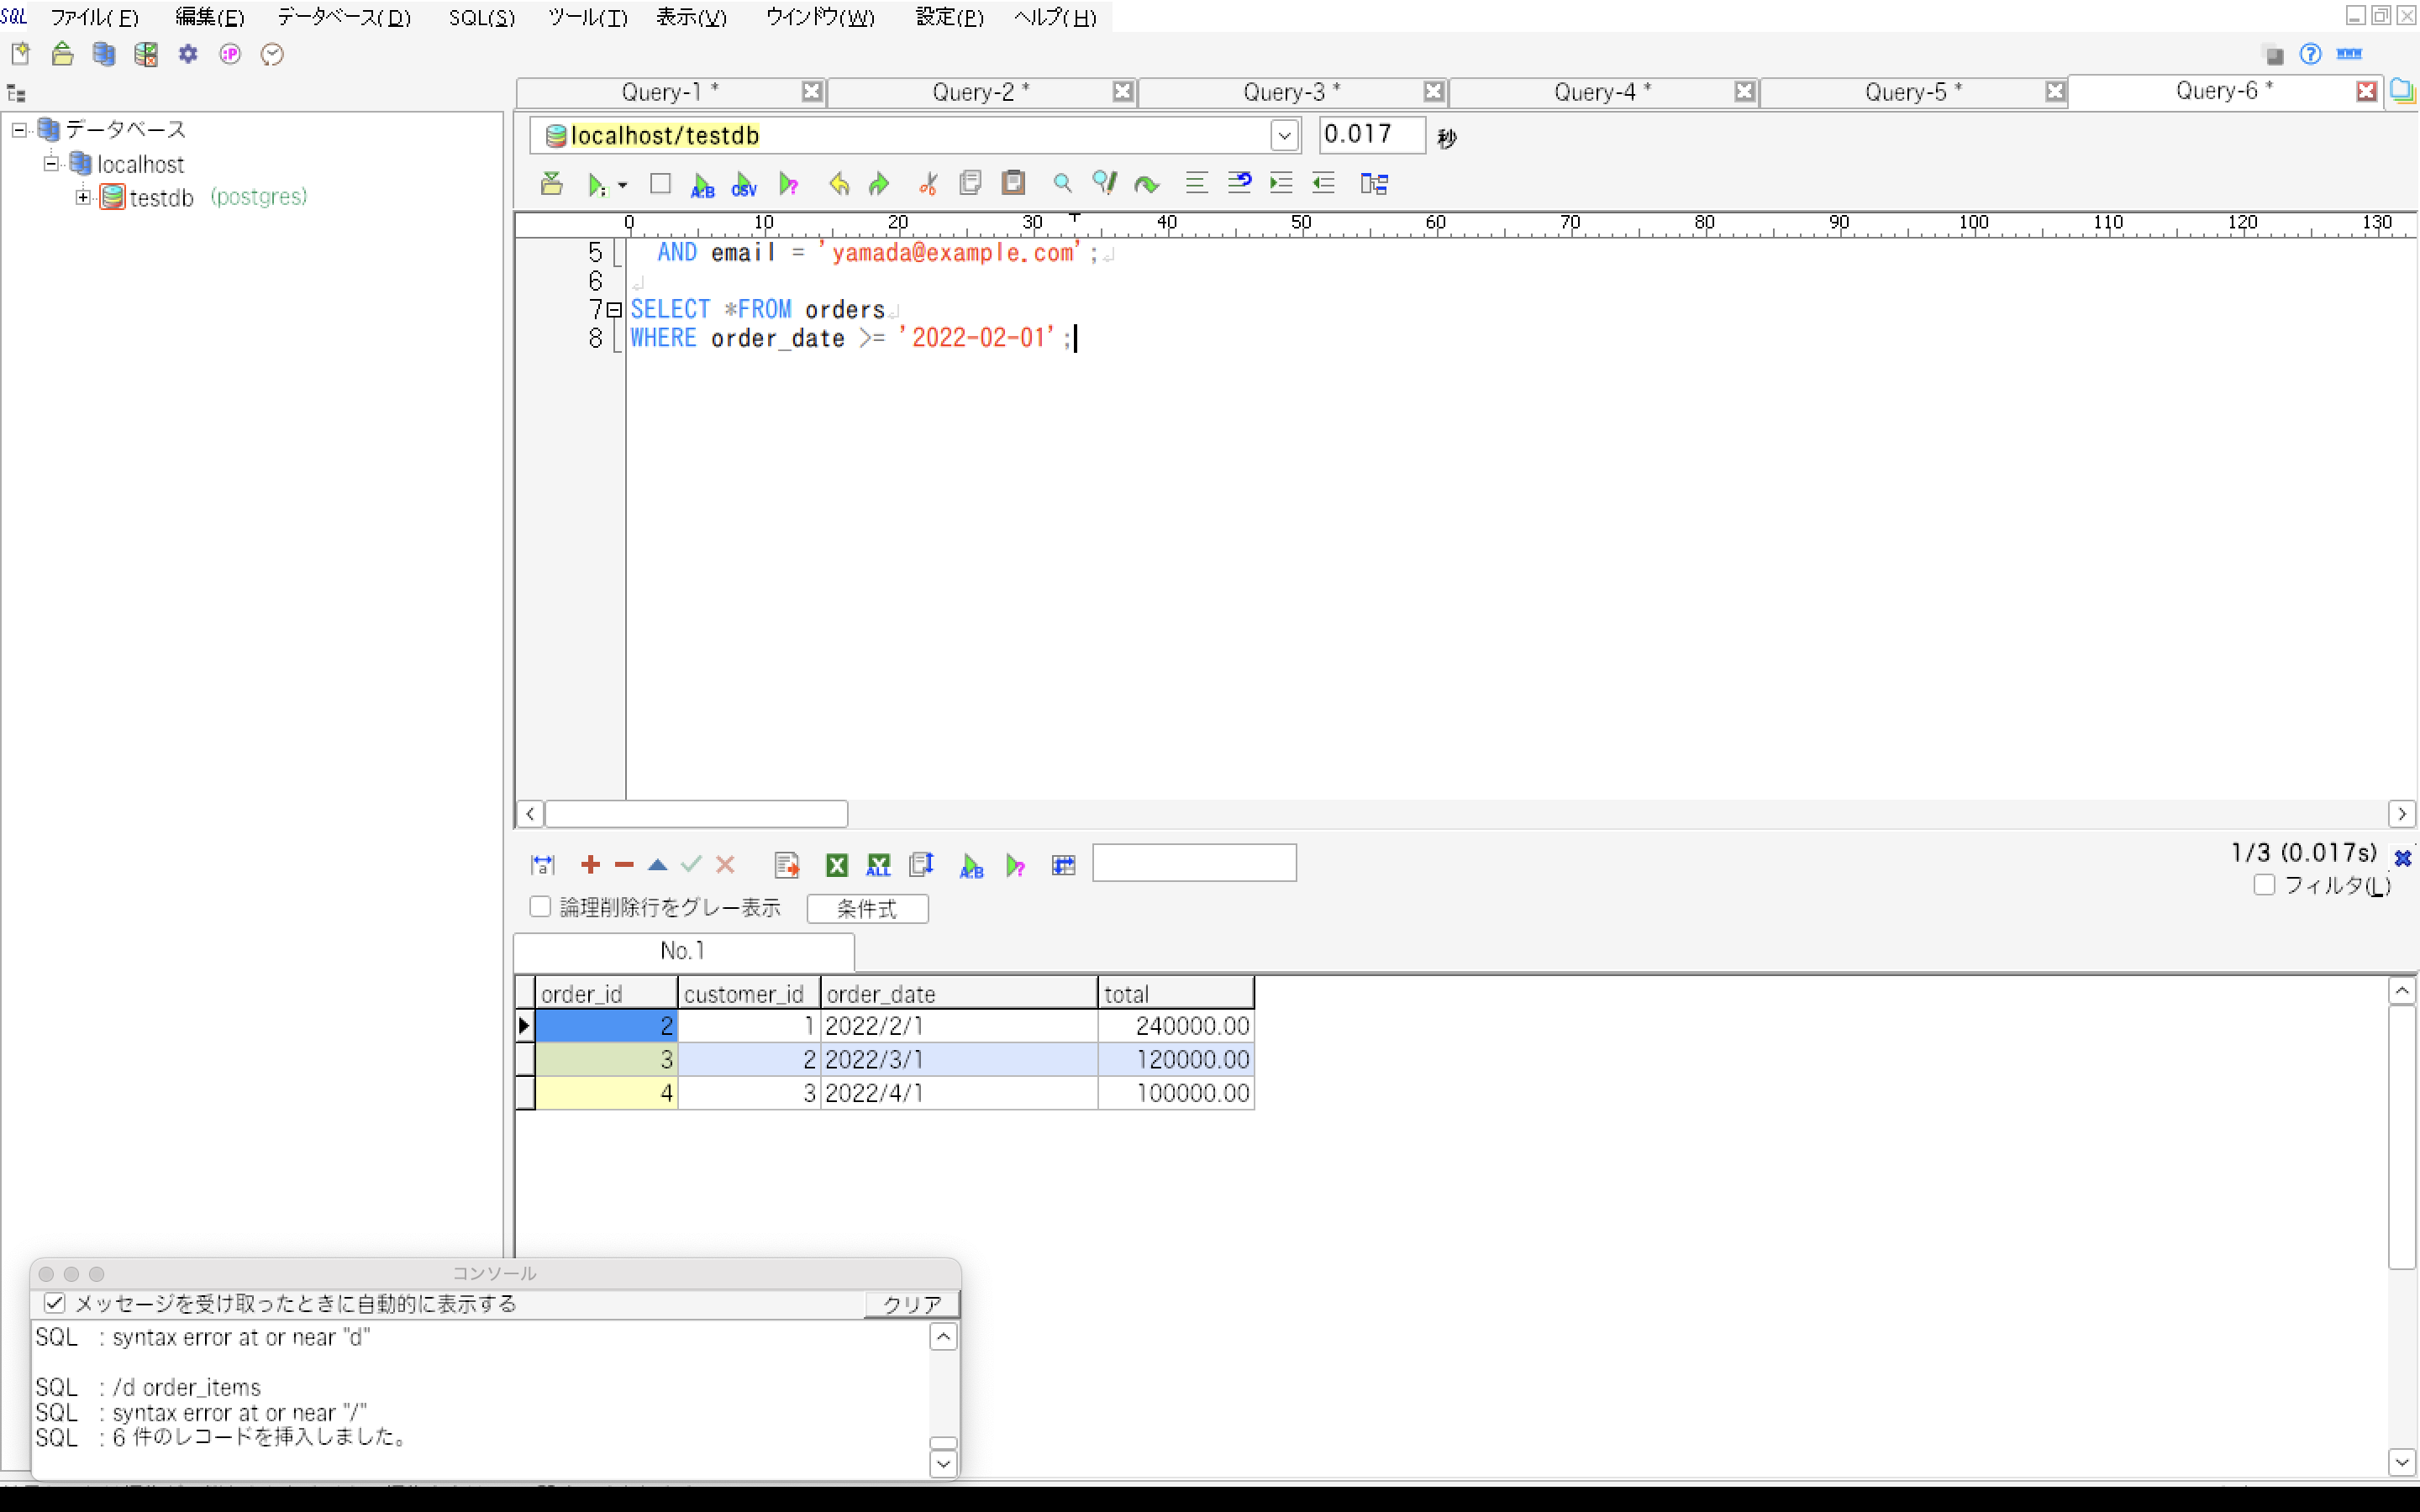 SQL ファイル(F) 編集(E) データベース(D) SQL(S) ツール(T) 表示(V) ウインドウ(W) 設定(P) ヘルプ(H)
Query-1 * Query-2 * Query-3 * Query-4 * Query-5 * Query-6 *
データベース
localhost
testdb (postgres)
localhost/testdb 0.017 秒
A:B CSV
0 10 20 30 40 50 60 70 80 90 100 110 120 130
5 AND email = 'yamada@example.com';
6
7 SELECT *FROM orders
8 WHERE order_date >= '2022-02-01';
a ALL A:B
1/3 (0.017s)
フィルタ(L)
論理削除行をグレー表示 条件式
No.1
order_id customer_id order_date total
2 1 2022/2/1 240000.00
3 2 2022/3/1 120000.00
4 3 2022/4/1 100000.00
コンソール
メッセージを受け取ったときに自動的に表示する クリア
SQL : syntax error at or near "d"
SQL : /d order_items
SQL : syntax error at or near "/"
SQL : 6 件のレコードを挿入しました。